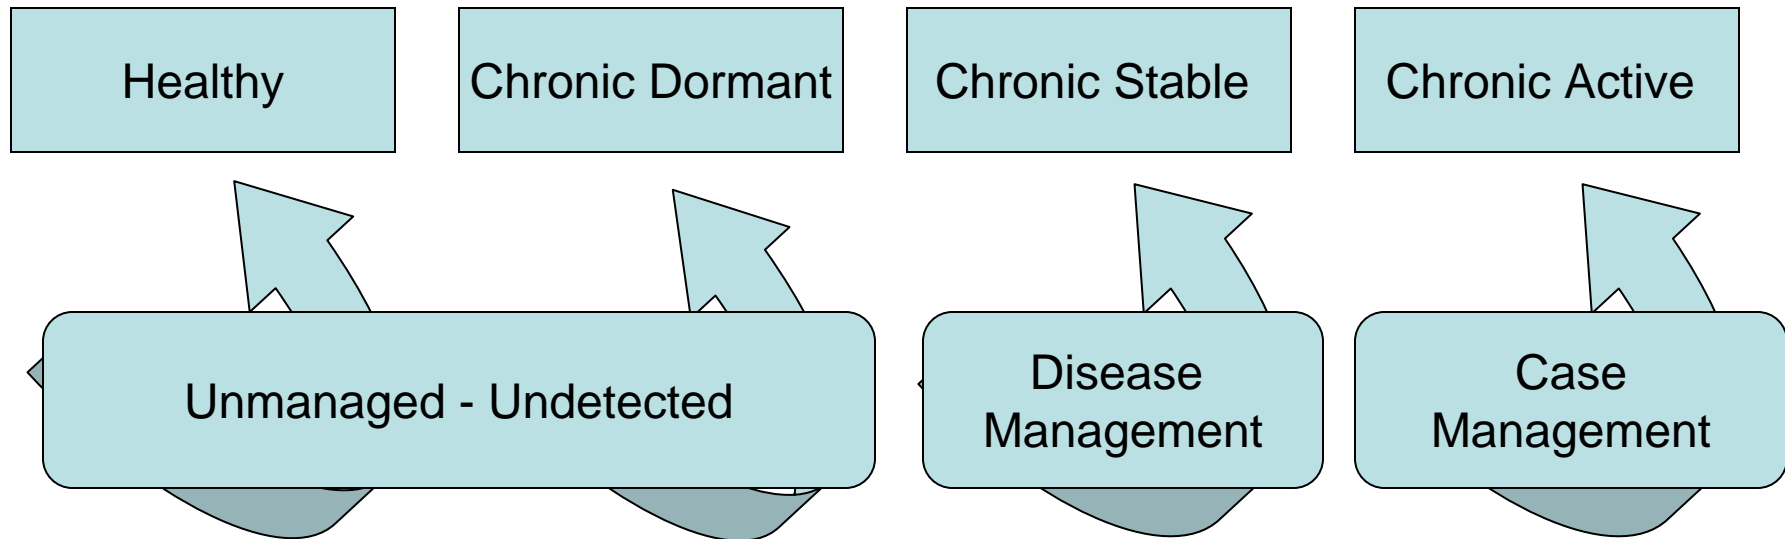 Healthy
Chronic Dormant
Chronic Stable
Chronic Active
Unmanaged - Undetected
Disease
Management
Case
Management